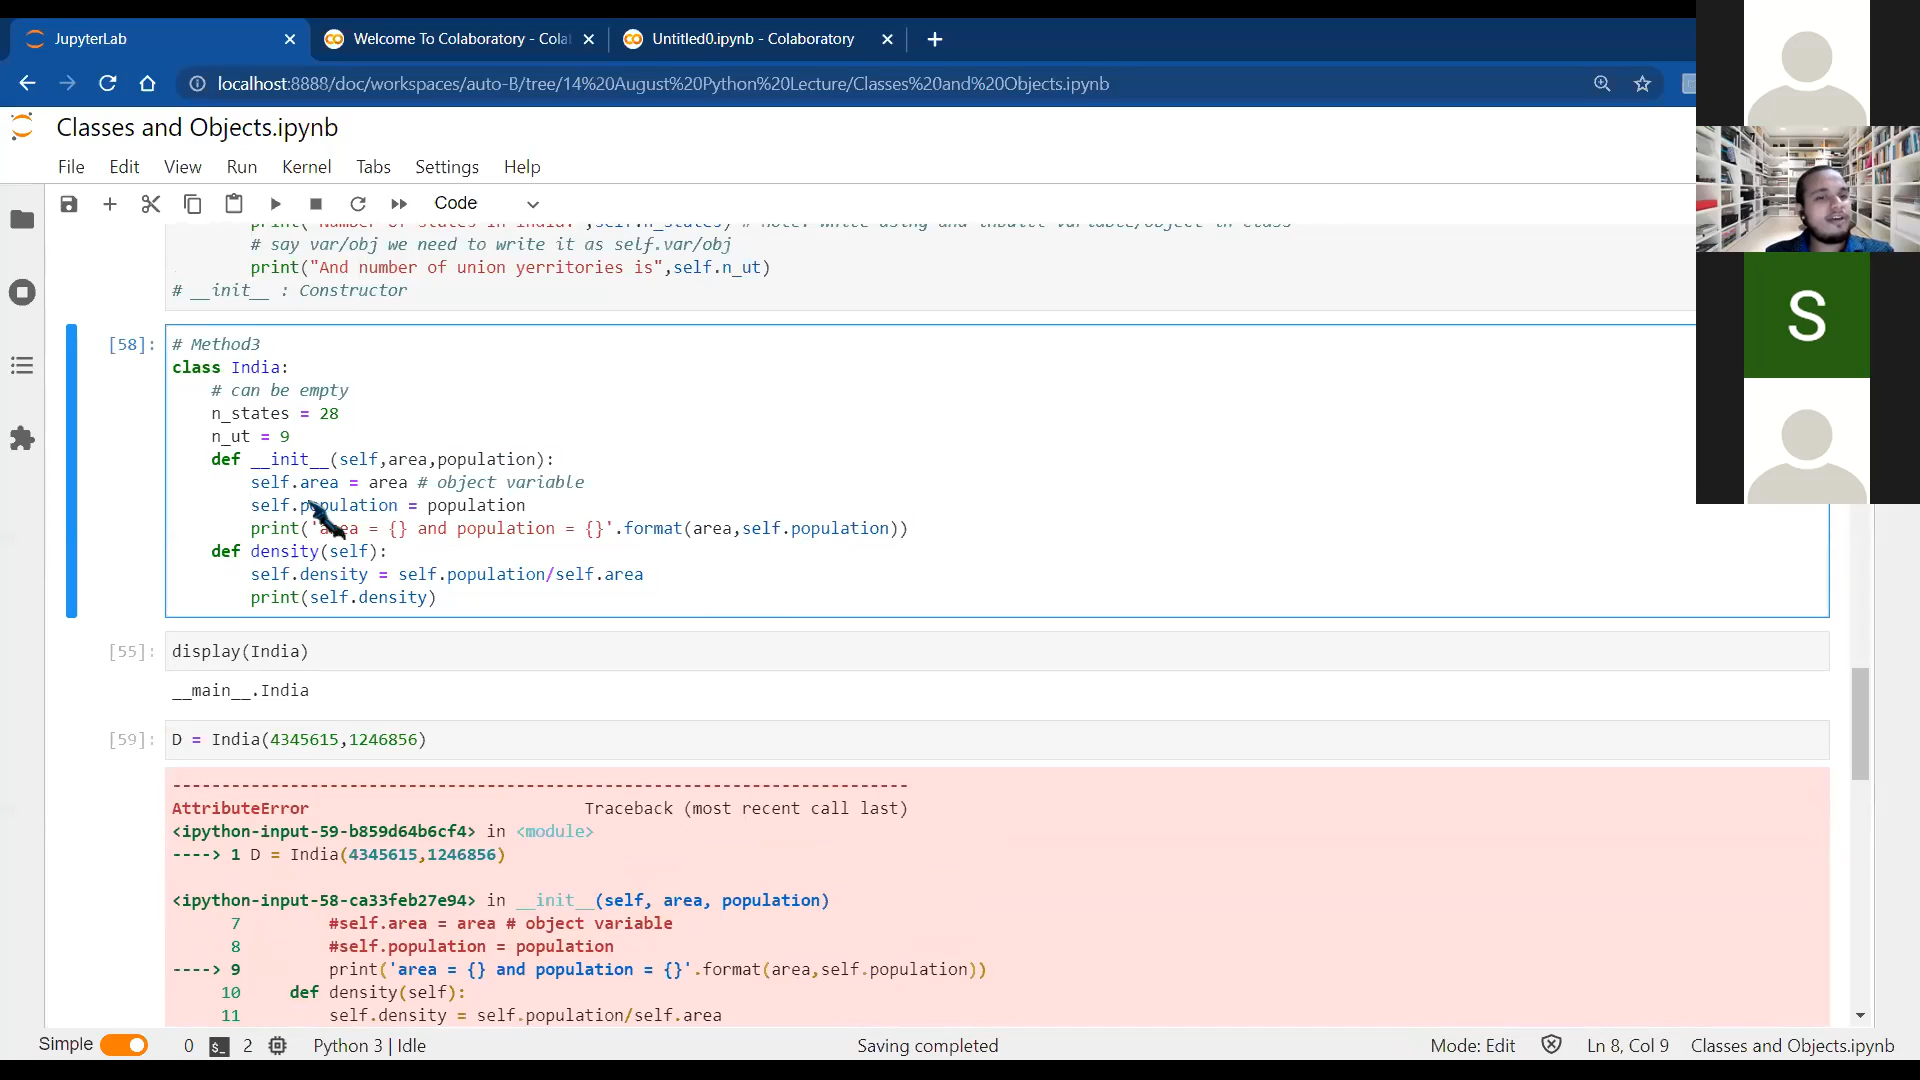 JupyterLab
Welcome To Colaboratory - Cola
Untitled0.ipynb - Colaboratory
localhost:8888/doc/workspaces/auto-B/tree/14%20August%20Python%20Lecture/Classes%20and%20Objects.ipynb
Classes and Objects.ipynb
File Edit View Run Kernel Tabs Settings Help
Code
# say var/obj we need to write it as self.var/obj
print("And number of union yerritories is",self.n_ut)
# __init__ : Constructor
[58]:
# Method3
class India:
# can be empty
n_states = 28
n_ut = 9
def __init__(self,area,population):
self.area = area # object variable
self.population = population
print('area = {} and population = {}'.format(area,self.population))
def density(self):
self.density = self.population/self.area
print(self.density)
[55]: display(India)
__main__.India
[59]: D = India(4345615,1246856)
---------------------------------------------------------------------------
AttributeError Traceback (most recent call last)
<ipython-input-59-b859d64b6cf4> in <module>
----> 1 D = India(4345615,1246856)
<ipython-input-58-ca33feb27e94> in __init__(self, area, population)
7 #self.area = area # object variable
8 #self.population = population
----> 9 print('area = {} and population = {}'.format(area,self.population))
10 def density(self):
11 self.density = self.population/self.area
Simple 0 $_ 2 Python 3 | Idle Saving completed Mode: Edit Ln 8, Col 9 Classes and Objects.ipynb
S